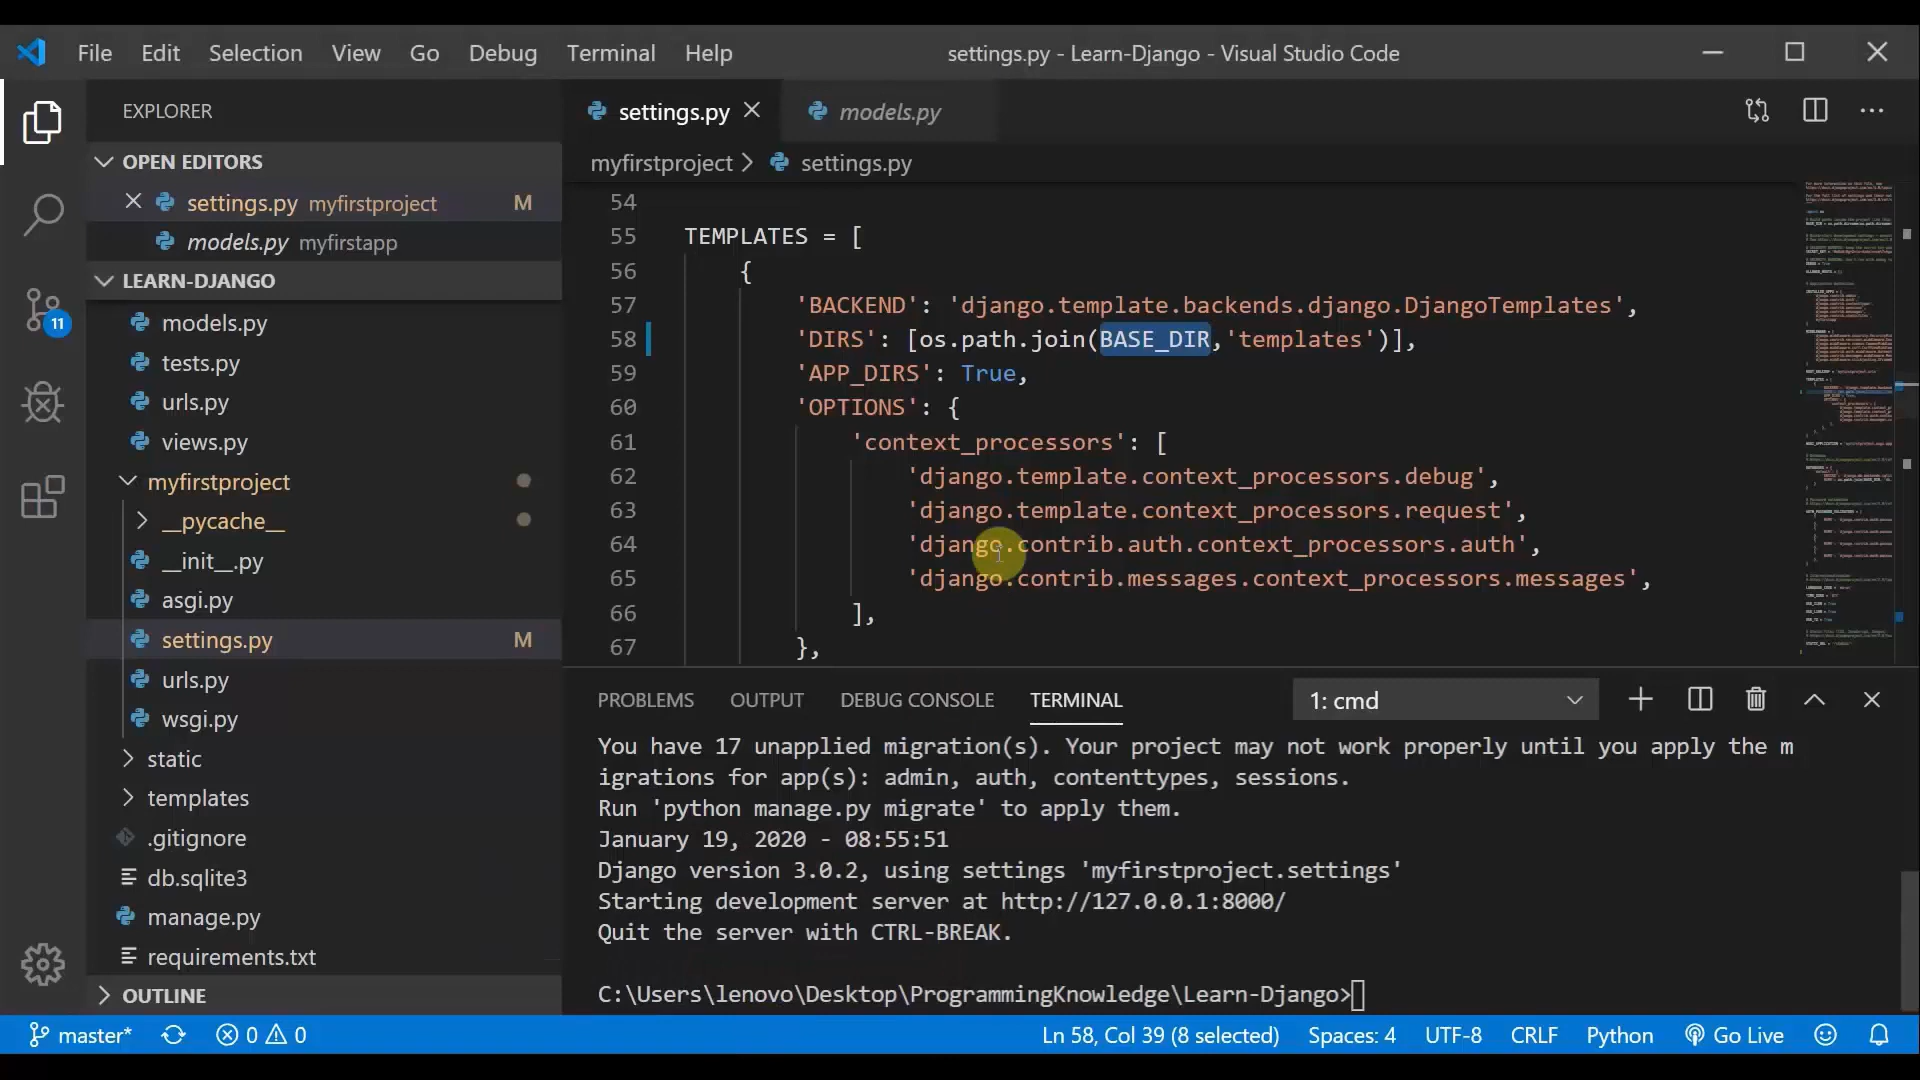 File Edit Selection View Go Debug Terminal Help
settings.py - Learn-Django - Visual Studio Code
EXPLORER
OPEN EDITORS
settings.py myfirstproject M
models.py myfirstapp
LEARN-DJANGO
models.py
tests.py
urls.py
views.py
myfirstproject
__pycache__
__init__.py
asgi.py
settings.py M
urls.py
wsgi.py
static
templates
.gitignore
db.sqlite3
manage.py
requirements.txt
OUTLINE
11
settings.py
models.py
myfirstproject > settings.py
54
55 TEMPLATES = [
56 {
57 'BACKEND': 'django.template.backends.django.DjangoTemplates',
58 'DIRS': [os.path.join(BASE_DIR,'templates')],
59 'APP_DIRS': True,
60 'OPTIONS': {
61 'context_processors': [
62 'django.template.context_processors.debug',
63 'django.template.context_processors.request',
64 'django.contrib.auth.context_processors.auth',
65 'django.contrib.messages.context_processors.messages',
66 ],
67 },
PROBLEMS OUTPUT DEBUG CONSOLE TERMINAL
1: cmd
You have 17 unapplied migration(s). Your project may not work properly until you apply the m
igrations for app(s): admin, auth, contenttypes, sessions.
Run 'python manage.py migrate' to apply them.
January 19, 2020 - 08:55:51
Django version 3.0.2, using settings 'myfirstproject.settings'
Starting development server at http://127.0.0.1:8000/
Quit the server with CTRL-BREAK.
C:\Users\lenovo\Desktop\ProgrammingKnowledge\Learn-Django>
master* 0 0
Ln 58, Col 39 (8 selected) Spaces: 4 UTF-8 CRLF Python Go Live